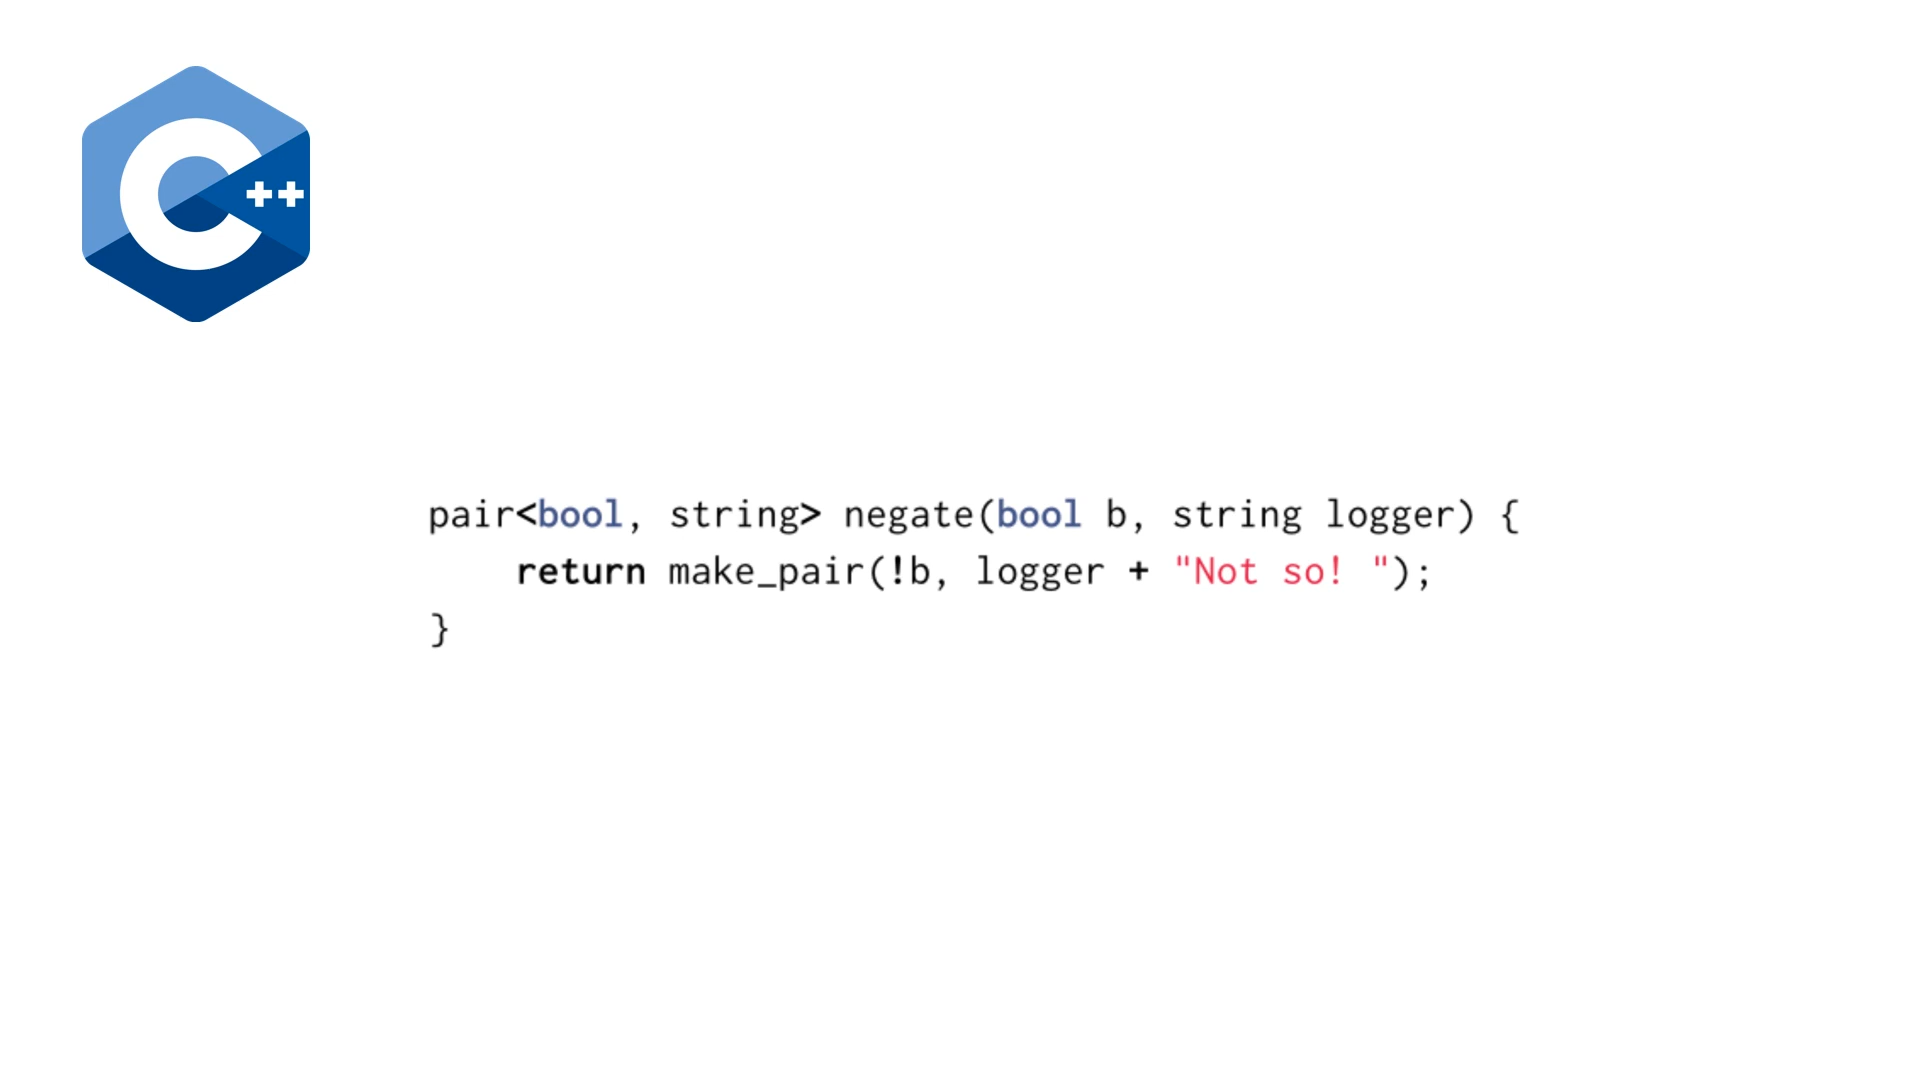 C++
pair<bool, string> negate(bool b, string logger) {
    return make_pair(!b, logger + "Not so! ");
}